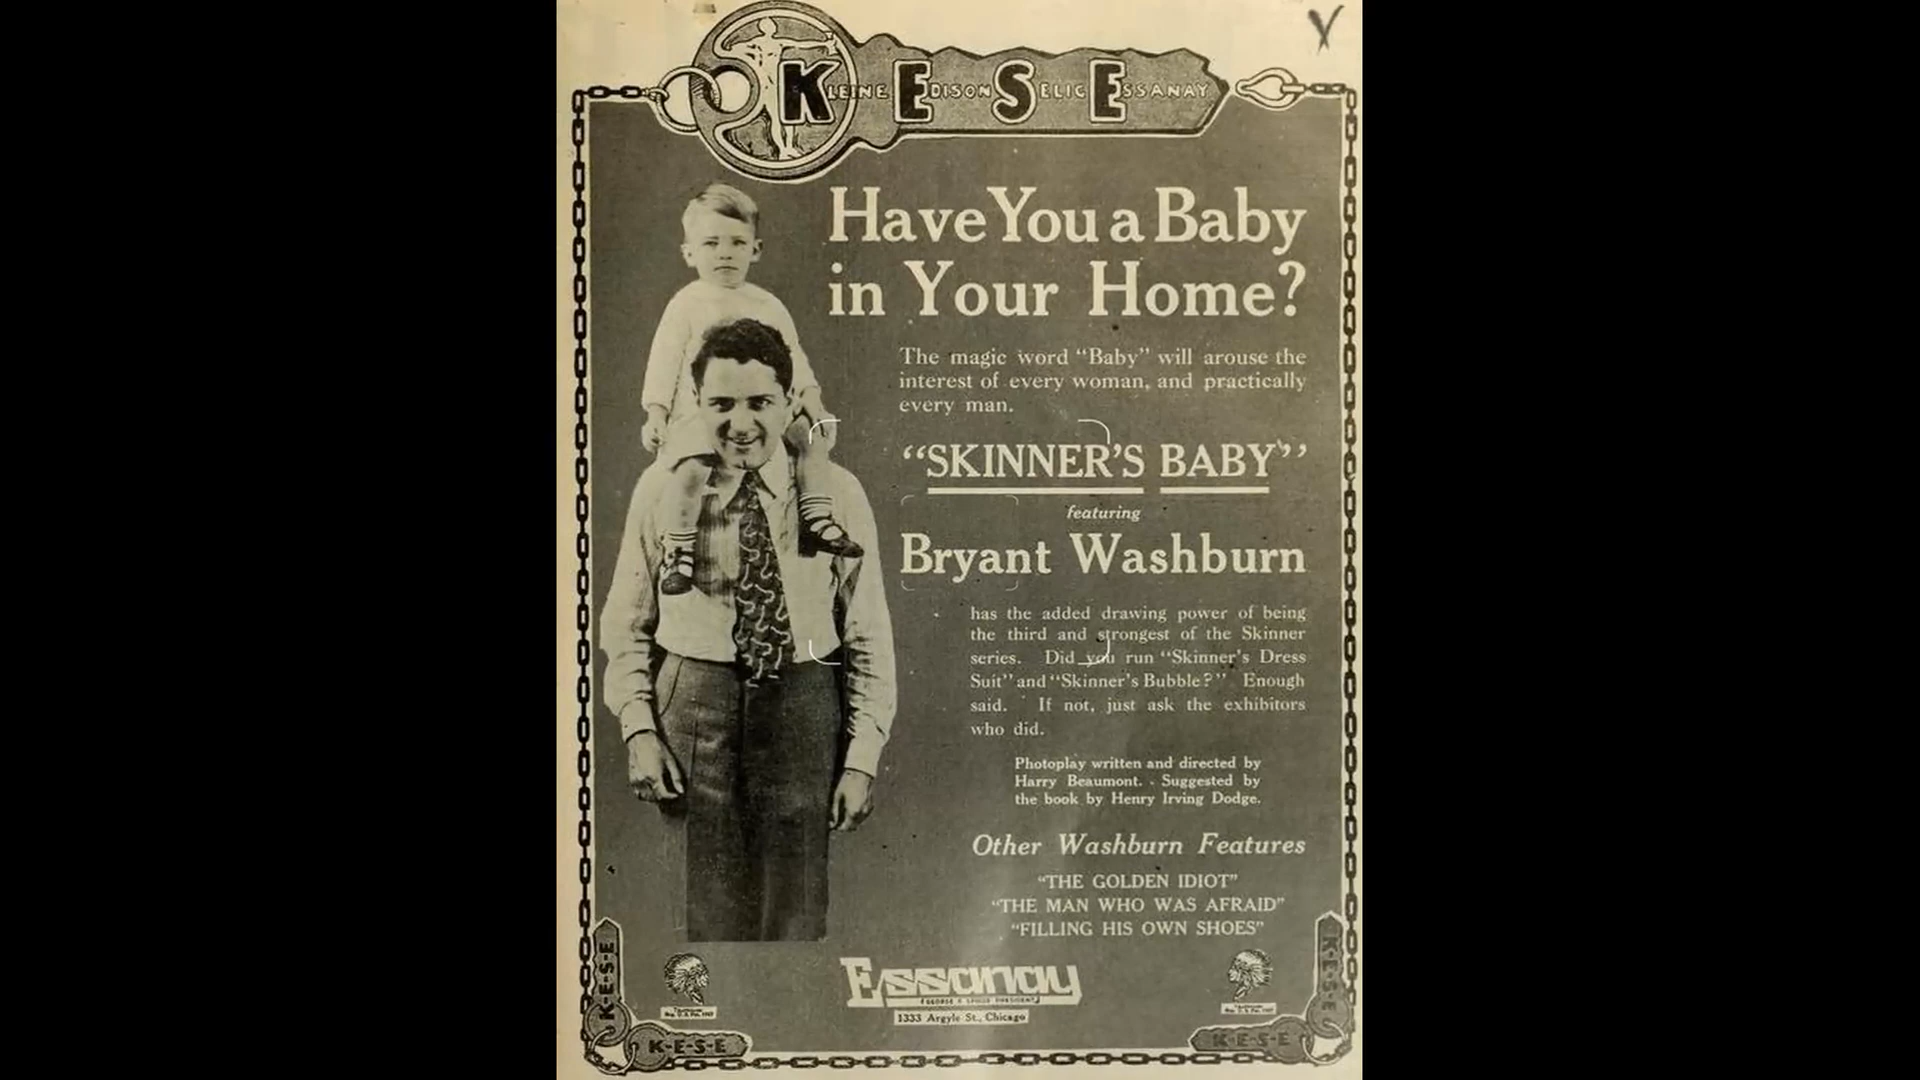 KLEINE EDISON SELIG ESSANAY
Have You a Baby
in Your Home?
The magic word “Baby” will arouse the
interest of every woman, and practically
every man.
“SKINNER’S BABY”
featuring
Bryant Washburn
has the added drawing power of being
the third and strongest of the Skinner
series. Did you run “Skinner’s Dress
Suit” and “Skinner’s Bubble?” Enough
said. If not, just ask the exhibitors
who did.
Photoplay written and directed by
Harry Beaumont. - Suggested by
the book by Henry Irving Dodge.
Other Washburn Features
“THE GOLDEN IDIOT”
“THE MAN WHO WAS AFRAID”
“FILLING HIS OWN SHOES”
Essanay
1333 Argyle St., Chicago
K-E-S-E
K-E-S-E
K-E-S-E
K-E-S-E